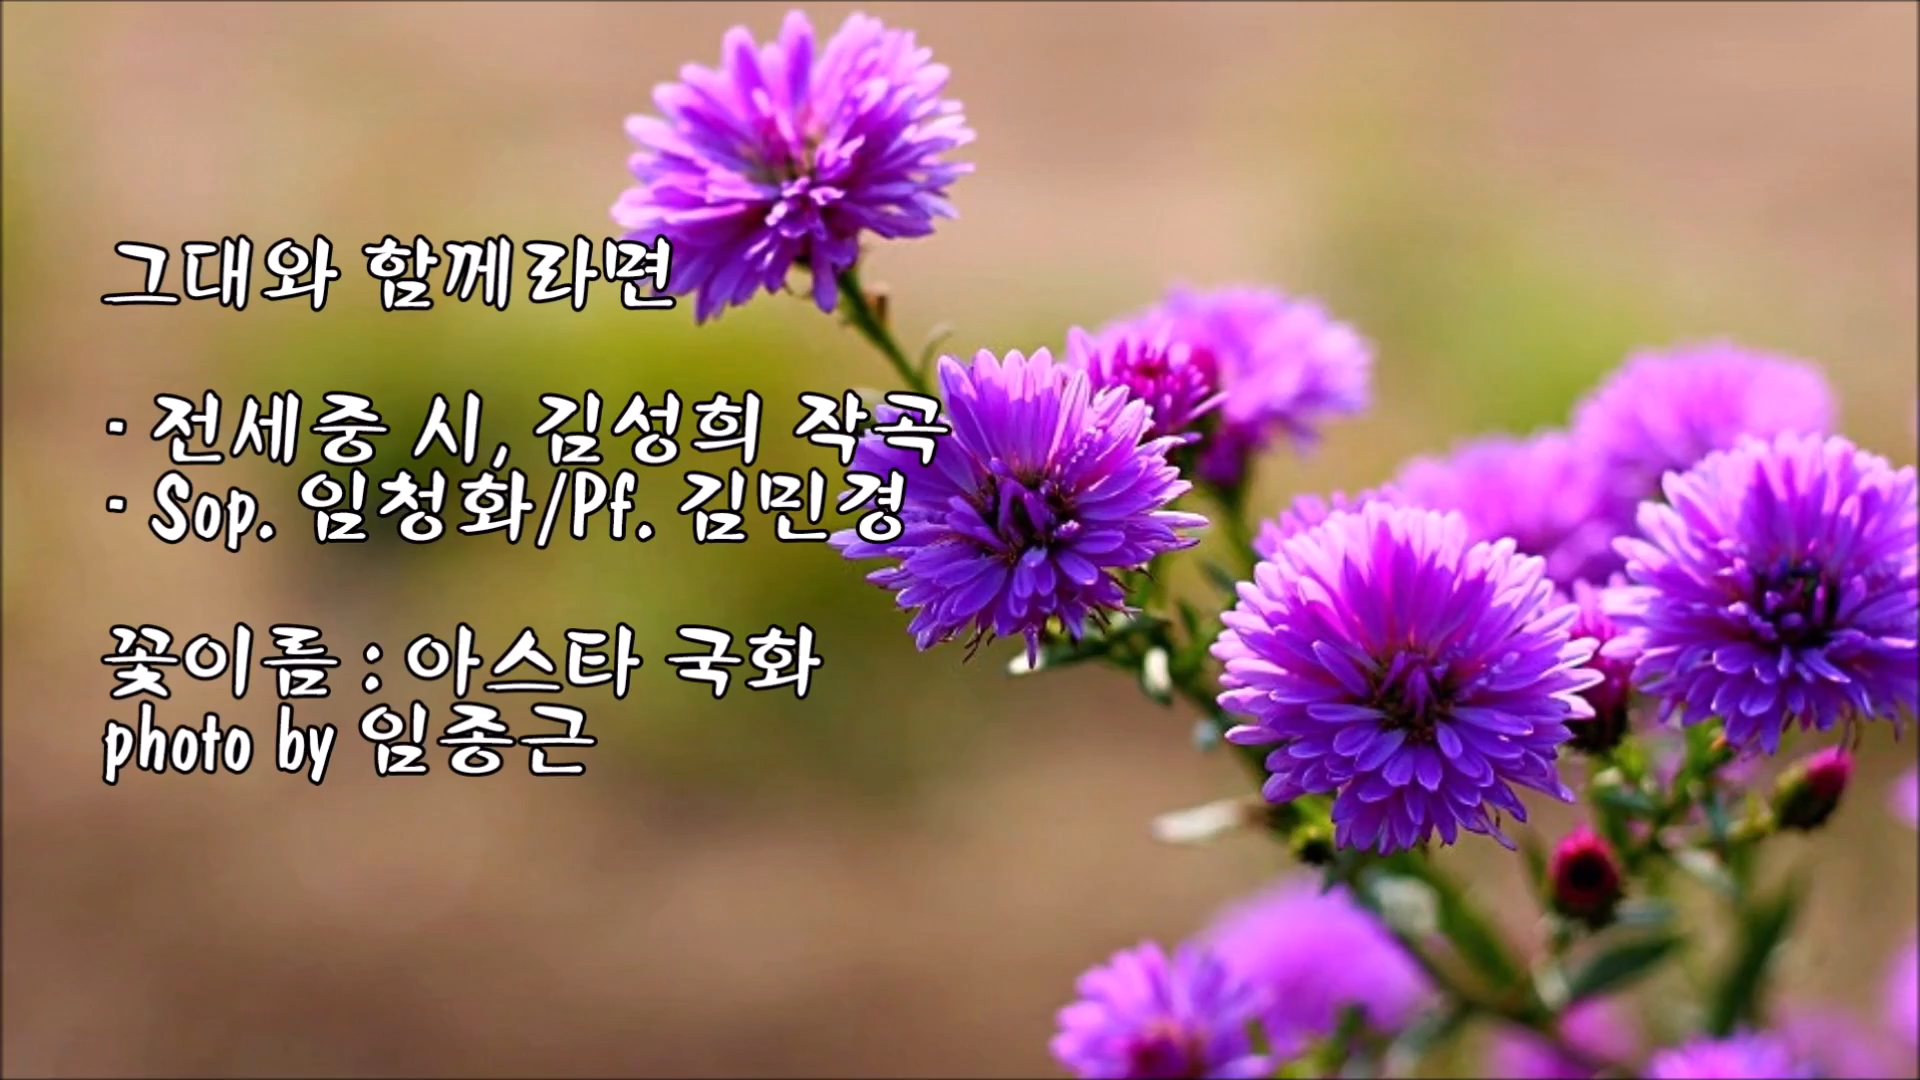 그대와 함께라면
- 전세중 시, 김성희 작곡
- Sop. 임청화/Pf. 김민경
꽃이름 : 아스타 국화
photo by 임종근